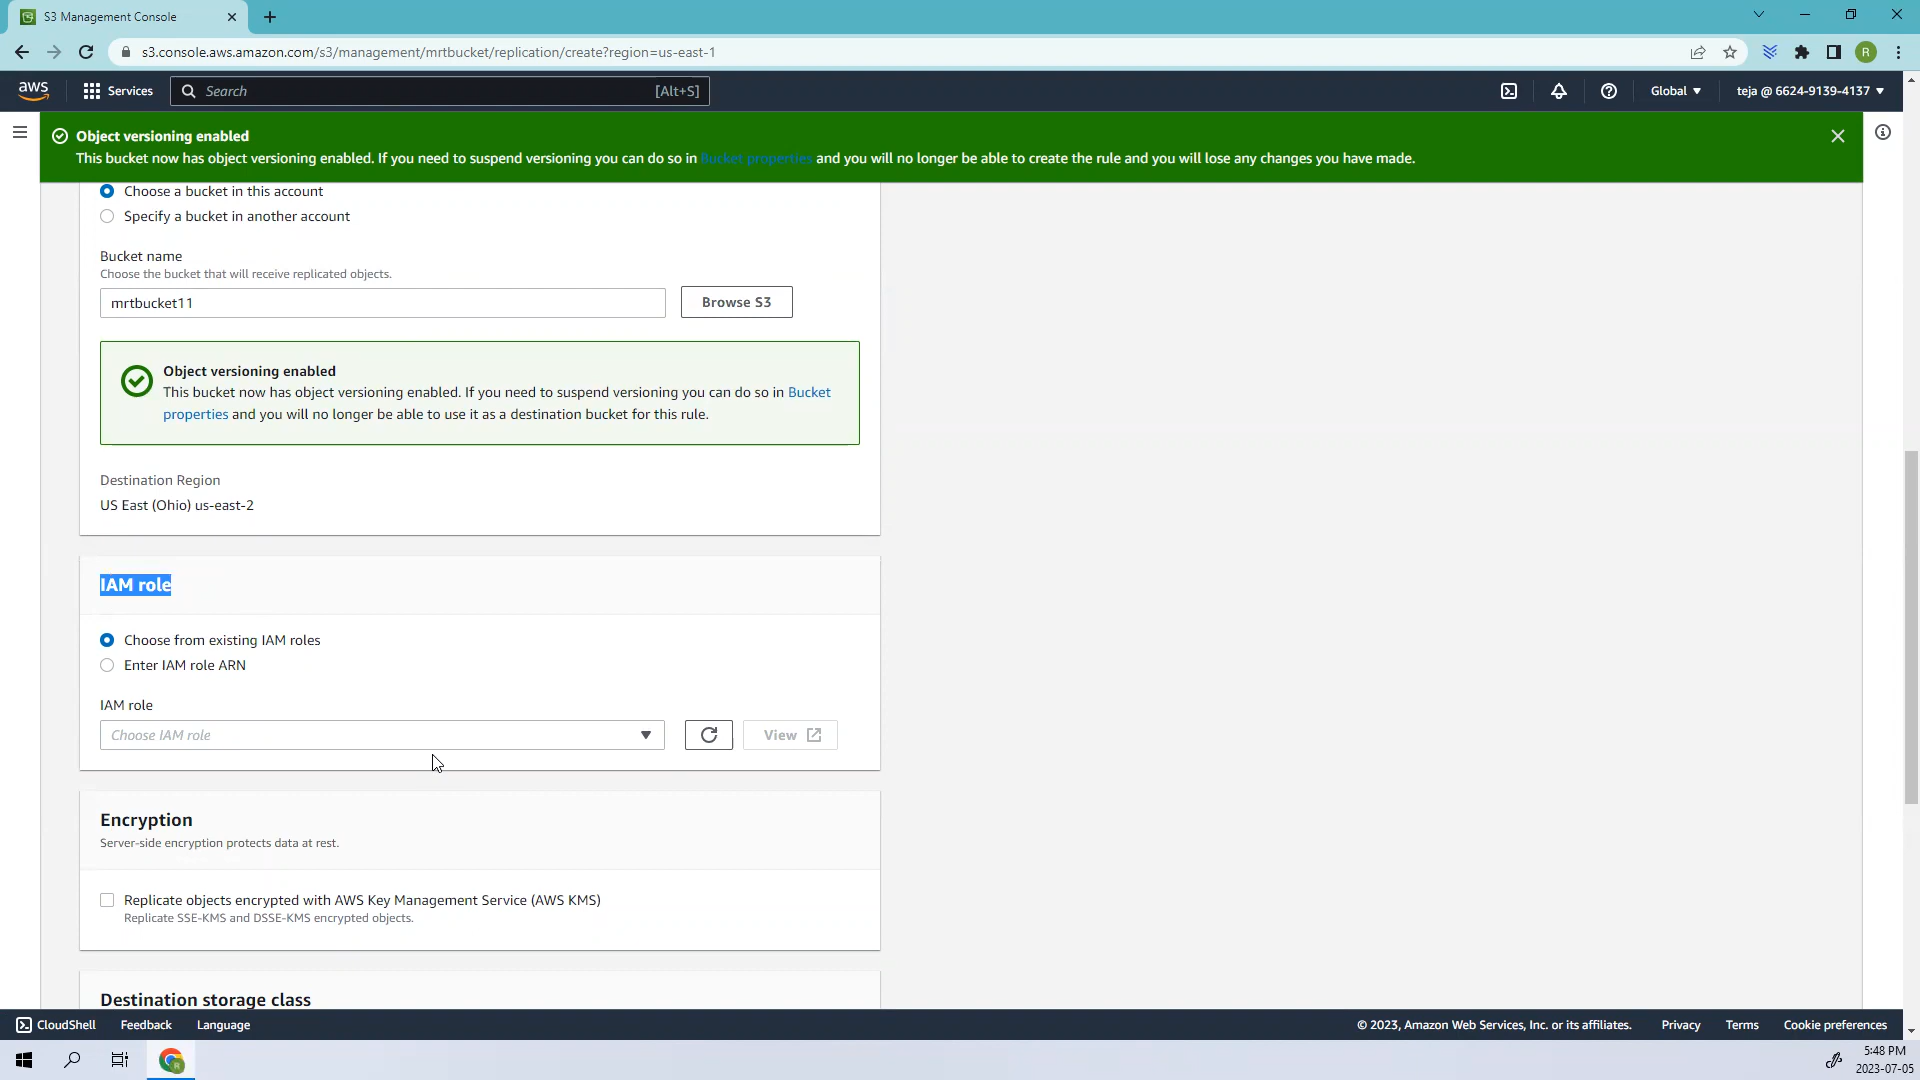 S3 Management Console
s3.console.aws.amazon.com/s3/management/mrtbucket/replication/create?region=us-east-1
R
aws
Services
Search
[Alt+S]
Global
teja @ 6624-9139-4137
Object versioning enabled
This bucket now has object versioning enabled. If you need to suspend versioning you can do so in Bucket properties and you will no longer be able to create the rule and you will lose any changes you have made.
Choose a bucket in this account
Specify a bucket in another account
Bucket name
Choose the bucket that will receive replicated objects.
mrtbucket11
Browse S3
Object versioning enabled
This bucket now has object versioning enabled. If you need to suspend versioning you can do so in Bucket
properties and you will no longer be able to use it as a destination bucket for this rule.
Destination Region
US East (Ohio) us-east-2
IAM role
Choose from existing IAM roles
Enter IAM role ARN
IAM role
Choose IAM role
View
Encryption
Server-side encryption protects data at rest.
Replicate objects encrypted with AWS Key Management Service (AWS KMS)
Replicate SSE-KMS and DSSE-KMS encrypted objects.
Destination storage class
CloudShell
Feedback
Language
© 2023, Amazon Web Services, Inc. or its affiliates.
Privacy
Terms
Cookie preferences
R
5:48 PM
2023-07-05